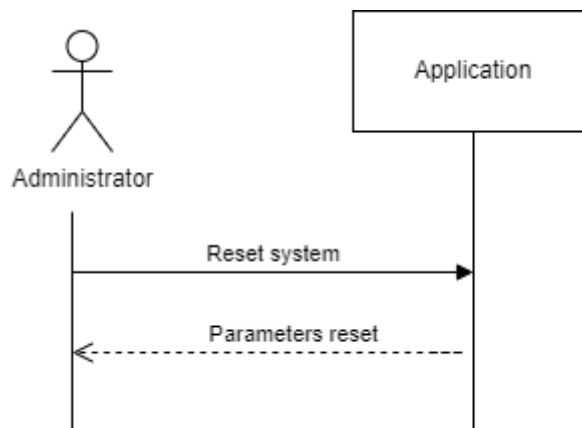 Application
Administrator
Reset system
Parameters reset